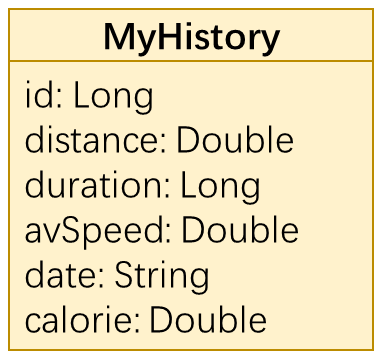 MyHistory
id: Long
distance: Double
duration: Long
avSpeed: Double
date: String
calorie: Double